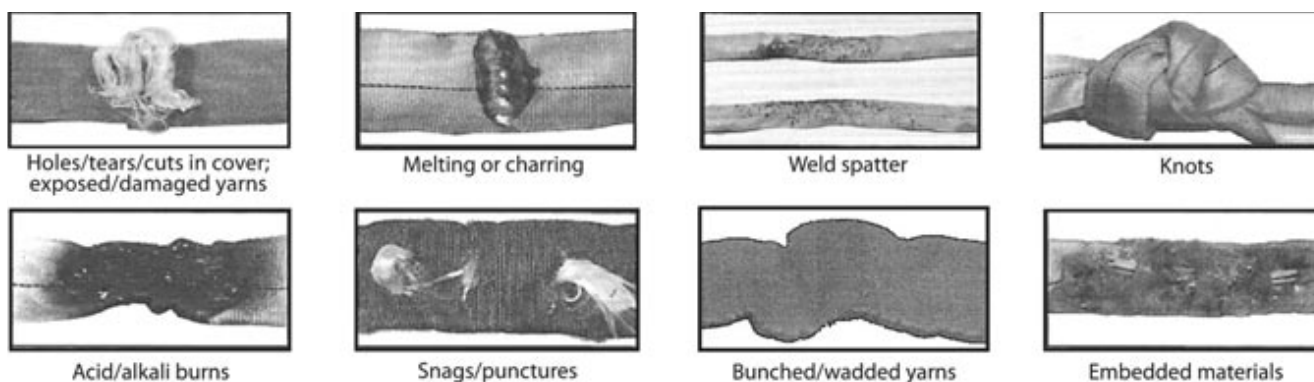 Holes/tears/cuts in cover;
exposed/damaged yarns
Melting or charring
Weld spatter
Knots
Acid/alkali burns
Snags/punctures
Bunched/wadded yarns
Embedded materials